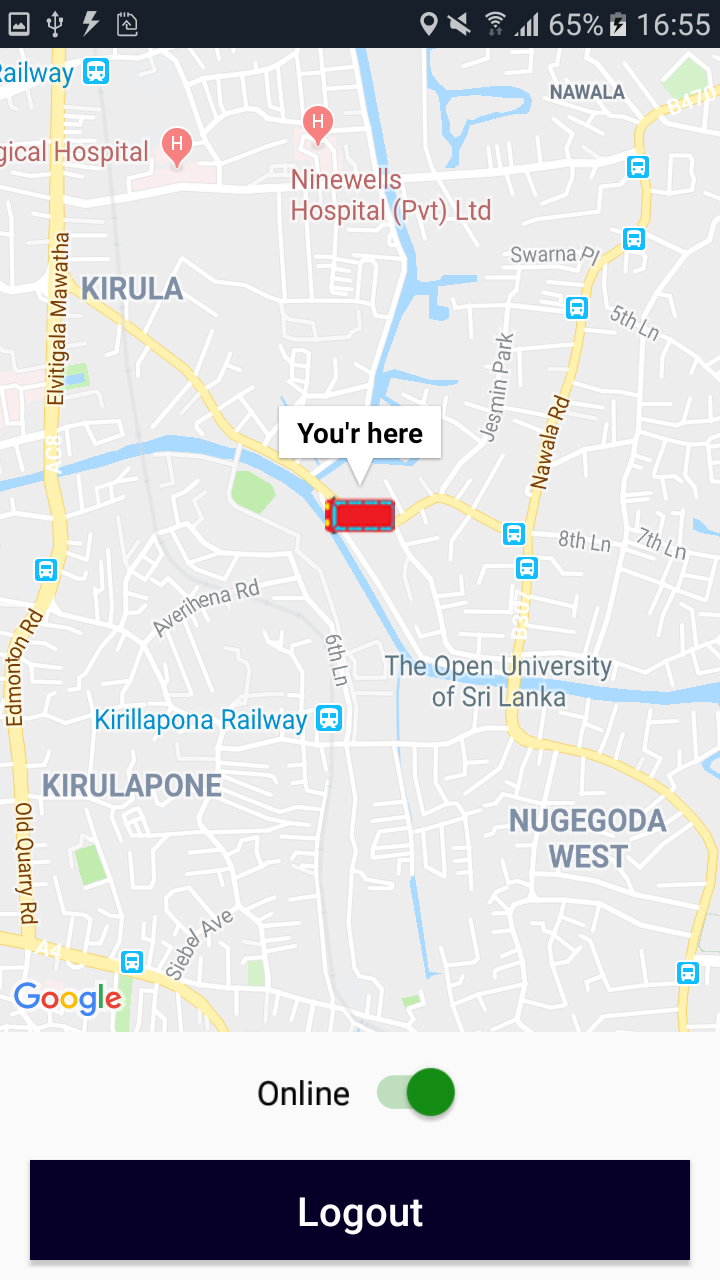 65% 16:55
Railway
NAWALA
B470
H
H
gical Hospital
Ninewells
Hospital (Pvt) Ltd
Swarna Pl
KIRULA
5th Ln
Elvitigala Mawatha
Jesmin Park
Nawala Rd
You'r here
AC8
8th Ln
7th Ln
Averihena Rd
B307
Edmonton Rd
6th Ln
The Open University
of Sri Lanka
Kirillapona Railway
KIRULAPONE
NUGEGODA
WEST
Old Quarry Rd
Siebel Ave
A4
Google
Online
Logout